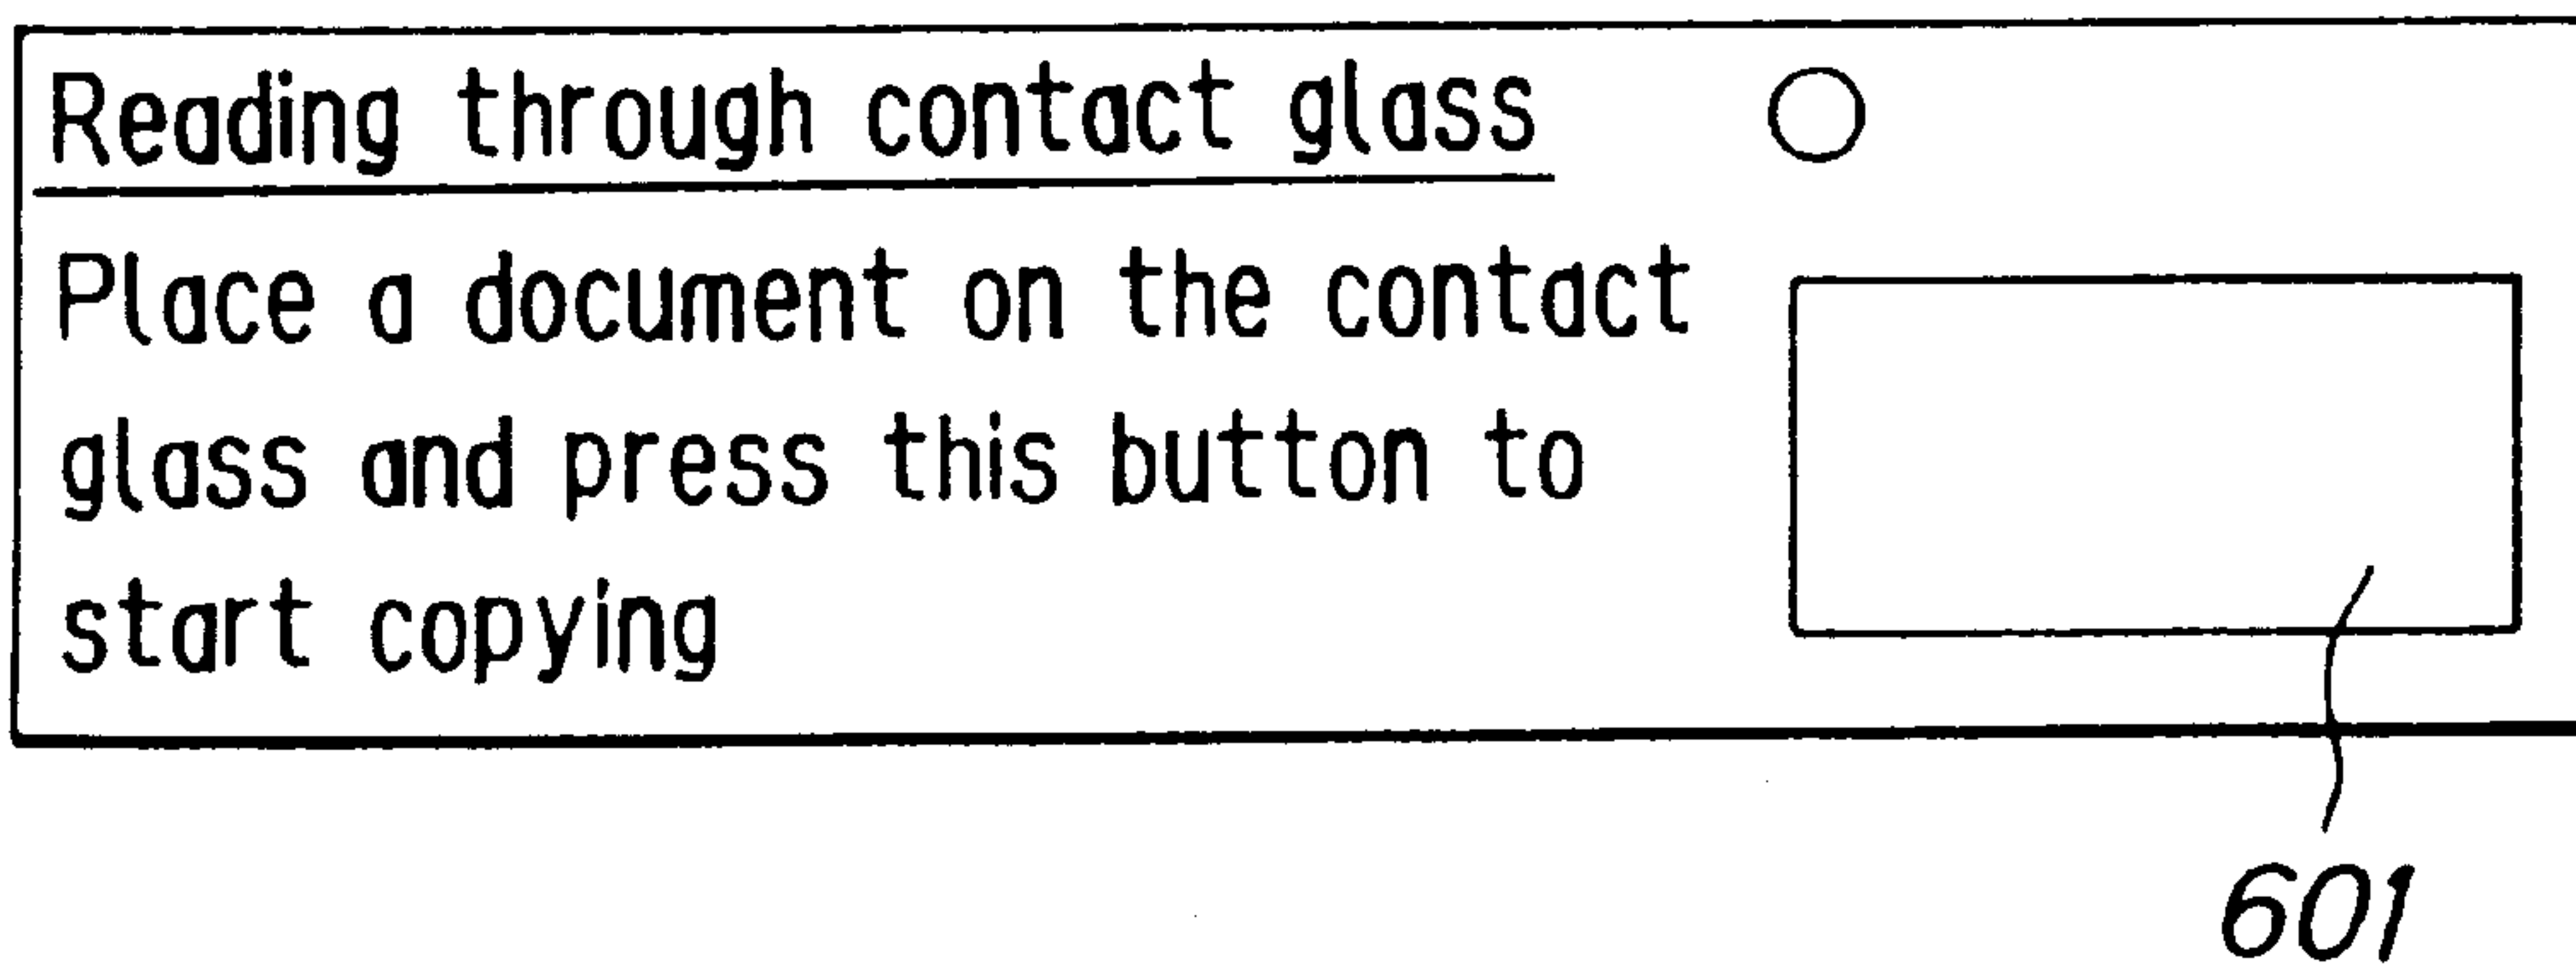 Reading through contact glass
Place a document on the contact
glass and press this button to
start copying
601